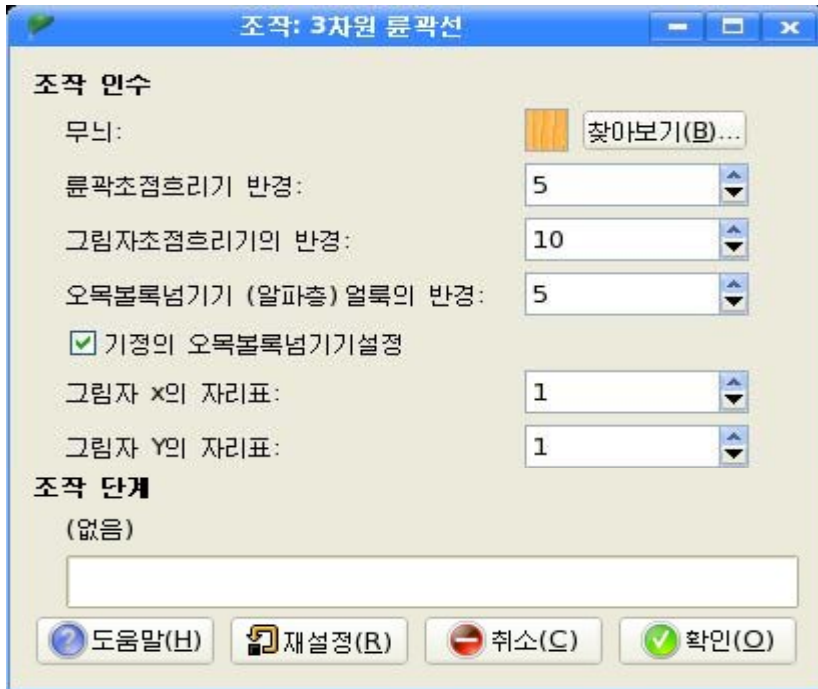 조작: 3차원 륜곽선
조작 인수
무늬:
찾아보기(B)...
륜곽초점흐리기 반경:
5
그림자초점흐리기의 반경:
10
오목볼록넘기기 (알파층) 얼룩의 반경:
5
기정의 오목볼록넘기기설정
그림자 x의 자리표:
1
그림자 Y의 자리표:
1
조작 단계
(없음)
도움말(H) 재설정(R) 취소(C) 확인(O)